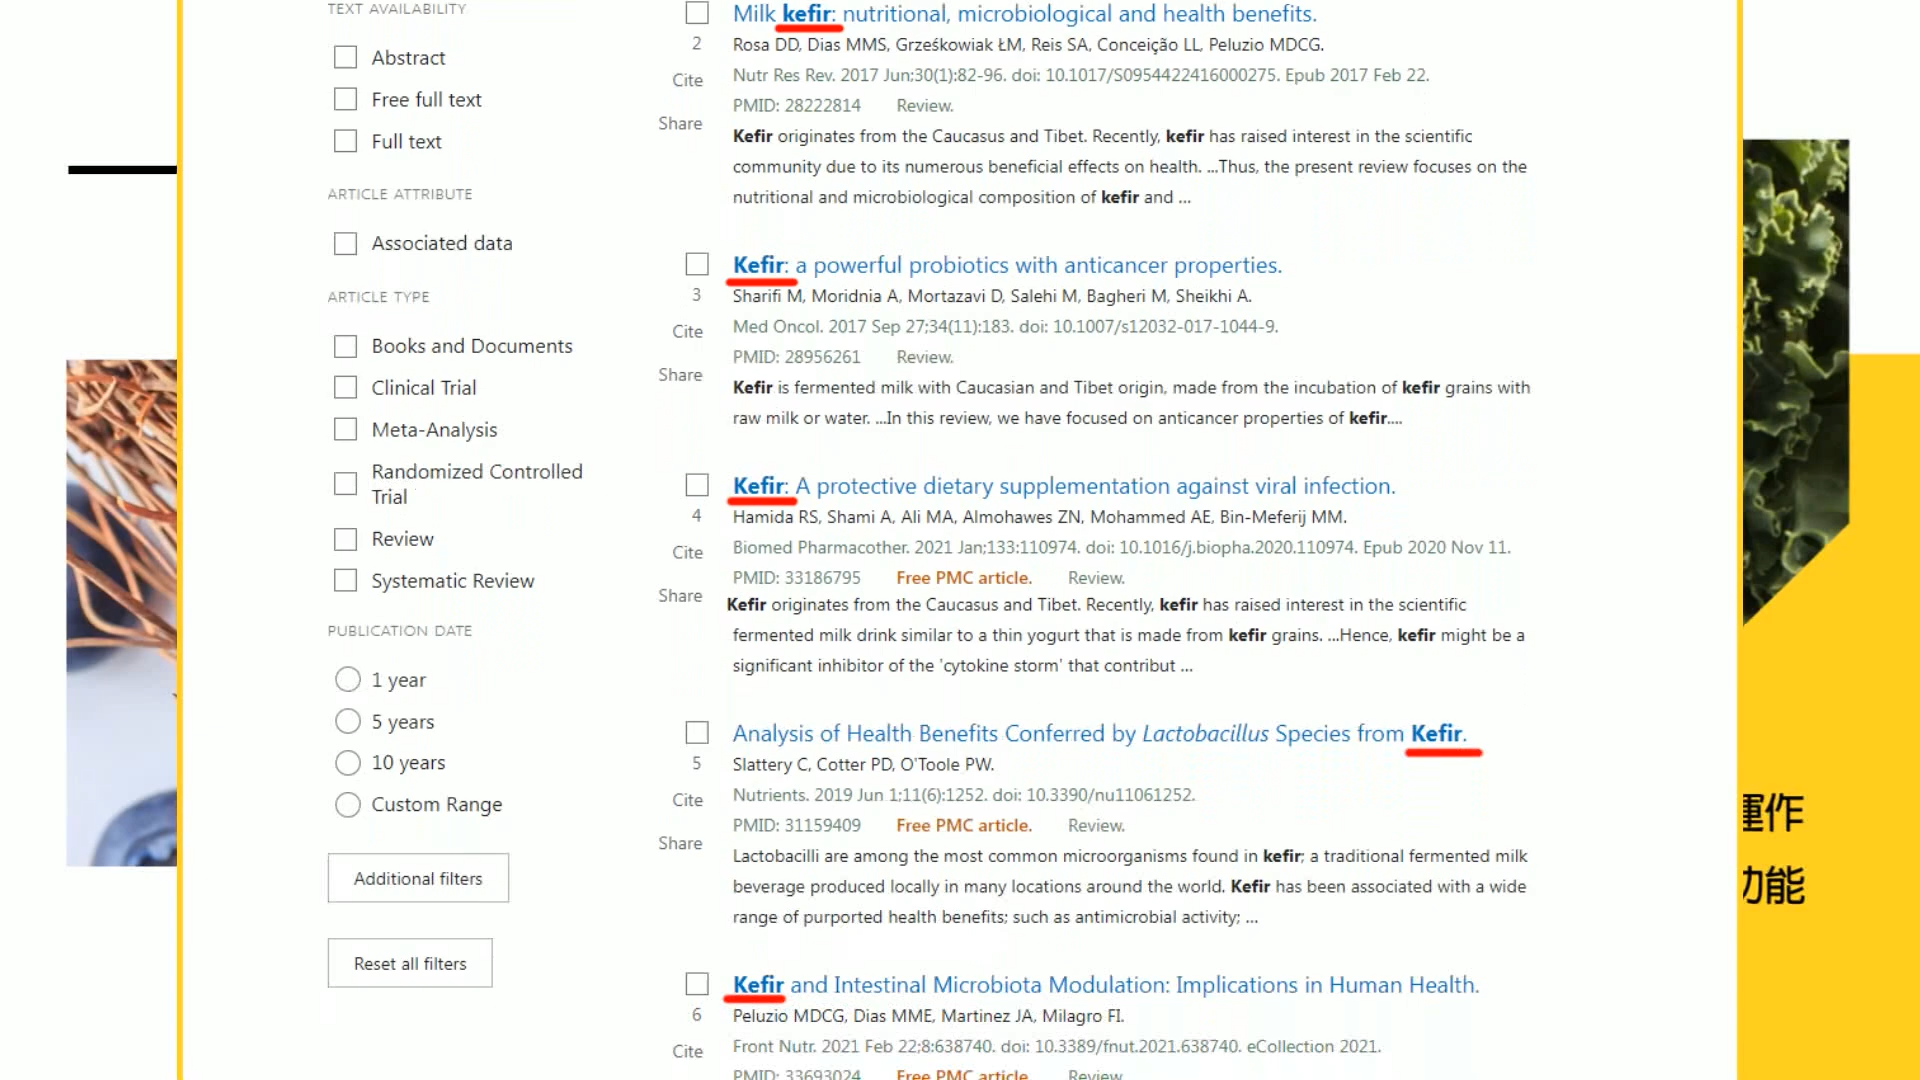 TEXT AVAILABILITY
Abstract
Free full text
Full text
ARTICLE ATTRIBUTE
Associated data
ARTICLE TYPE
Books and Documents
Clinical Trial
Meta-Analysis
Randomized Controlled
Trial
Review
Systematic Review
PUBLICATION DATE
1 year
5 years
10 years
Custom Range
Additional filters
Reset all filters
Milk kefir: nutritional, microbiological and health benefits.
2
Rosa DD, Dias MMS, Grześkowiak ŁM, Reis SA, Conceição LL, Peluzio MDCG.
Cite
Nutr Res Rev. 2017 Jun;30(1):82-96. doi: 10.1017/S0954422416000275. Epub 2017 Feb 22.
PMID: 28222814 Review.
Share
Kefir originates from the Caucasus and Tibet. Recently, kefir has raised interest in the scientific
community due to its numerous beneficial effects on health. ...Thus, the present review focuses on the
nutritional and microbiological composition of kefir and ...
Kefir: a powerful probiotics with anticancer properties.
3
Sharifi M, Moridnia A, Mortazavi D, Salehi M, Bagheri M, Sheikhi A.
Cite
Med Oncol. 2017 Sep 27;34(11):183. doi: 10.1007/s12032-017-1044-9.
PMID: 28956261 Review.
Share
Kefir is fermented milk with Caucasian and Tibet origin, made from the incubation of kefir grains with
raw milk or water. ...In this review, we have focused on anticancer properties of kefir....
Kefir: A protective dietary supplementation against viral infection.
4
Hamida RS, Shami A, Ali MA, Almohawes ZN, Mohammed AE, Bin-Meferij MM.
Cite
Biomed Pharmacother. 2021 Jan;133:110974. doi: 10.1016/j.biopha.2020.110974. Epub 2020 Nov 11.
PMID: 33186795 Free PMC article. Review.
Share
Kefir originates from the Caucasus and Tibet. Recently, kefir has raised interest in the scientific
fermented milk drink similar to a thin yogurt that is made from kefir grains. ...Hence, kefir might be a
significant inhibitor of the 'cytokine storm' that contribut ...
Analysis of Health Benefits Conferred by Lactobacillus Species from Kefir.
5
Slattery C, Cotter PD, O'Toole PW.
Cite
Nutrients. 2019 Jun 1;11(6):1252. doi: 10.3390/nu11061252.
PMID: 31159409 Free PMC article. Review.
Share
Lactobacilli are among the most common microorganisms found in kefir; a traditional fermented milk
beverage produced locally in many locations around the world. Kefir has been associated with a wide
range of purported health benefits; such as antimicrobial activity; ...
Kefir and Intestinal Microbiota Modulation: Implications in Human Health.
6
Peluzio MDCG, Dias MME, Martinez JA, Milagro FI.
Cite
Front Nutr. 2021 Feb 22;8:638740. doi: 10.3389/fnut.2021.638740. eCollection 2021.
PMID: 33693024 Free PMC article. Review.
運作
功能